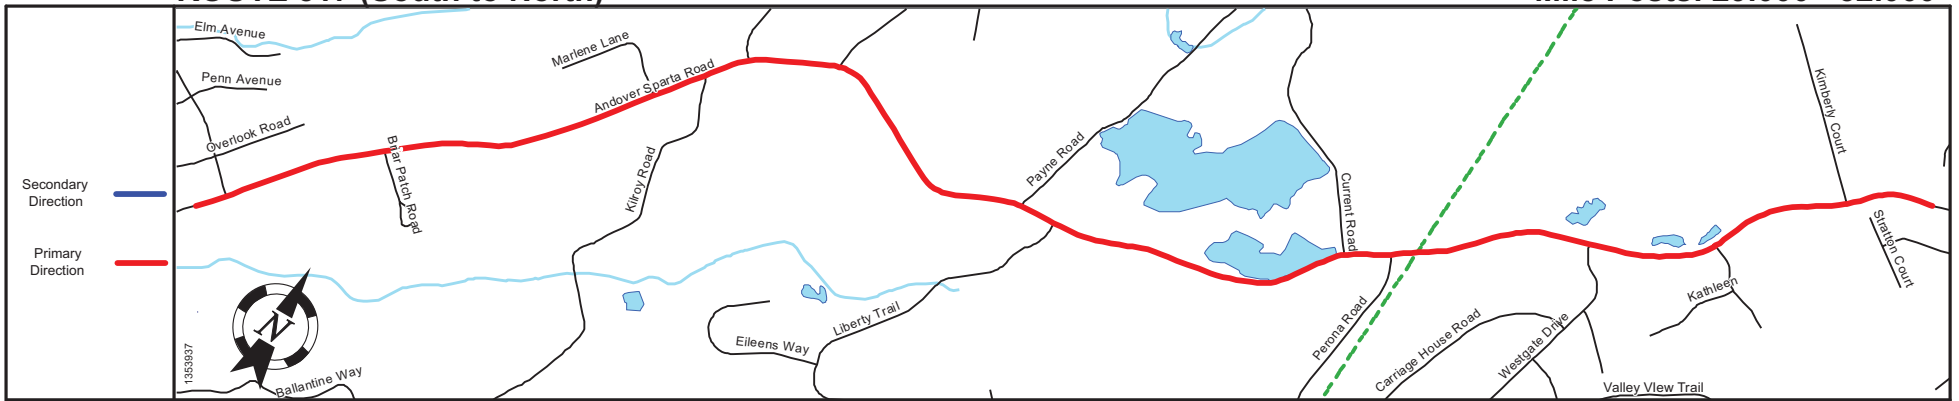 Elm Avenue
Marlene Lane
Penn Avenue
Andover Sparta Road
Overlook Road
Briar Patch Road
Kilroy Road
Payne Road
Current Road
Kimberly Court
Secondary
Direction
Primary
Direction
Stratton Court
N
Kathleen
Liberty Trail
Eileens Way
Perona Road
Carriage House Road
Westgate Drive
1353937
Ballantine Way
Valley VIew Trail